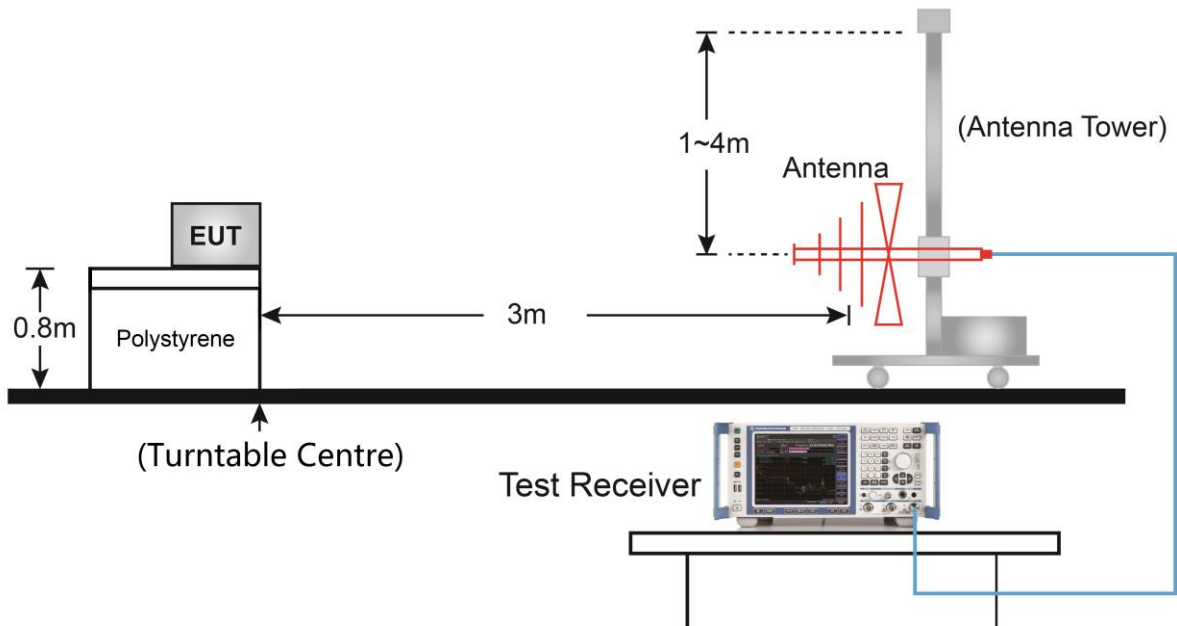 1~4m
(Antenna Tower)
Antenna
EUT
0.8m
Polystyrene
3m
(Turntable Centre)
Test Receiver